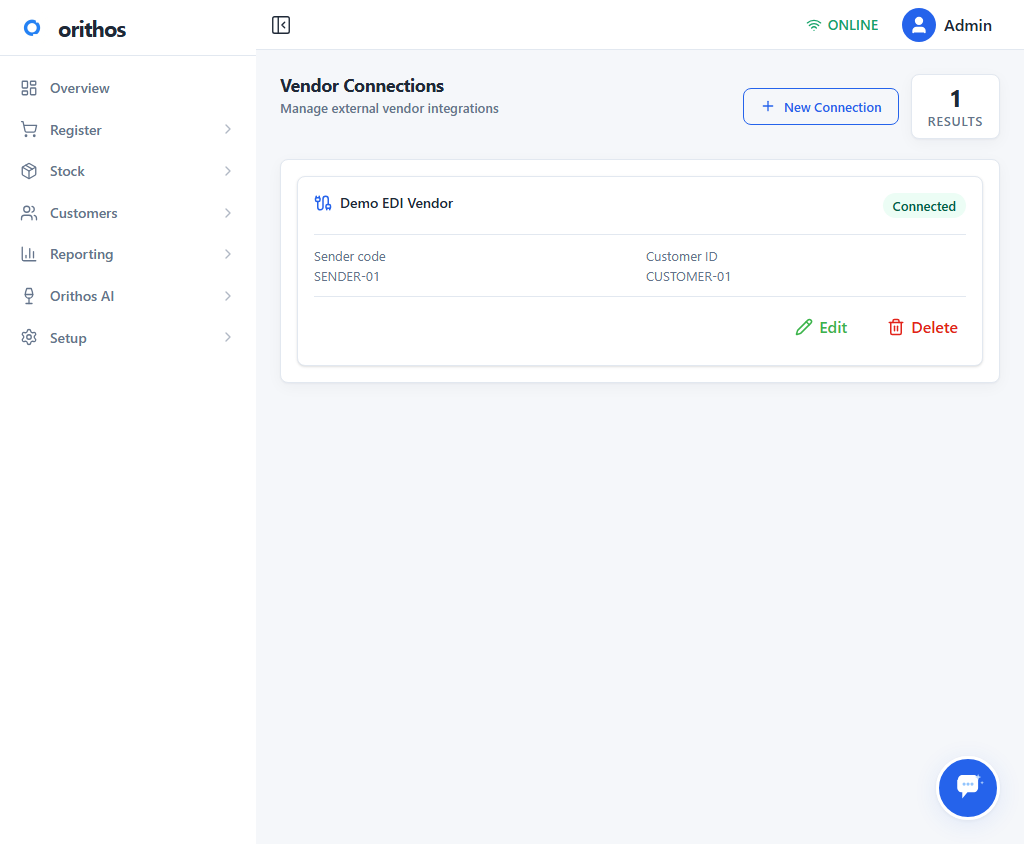 orithos
ONLINE
Admin
Overview
Register
Stock
Customers
Reporting
Orithos AI
Setup
Vendor Connections
Manage external vendor integrations
New Connection
1
RESULTS
Demo EDI Vendor
Connected
Sender code
SENDER-01
Customer ID
CUSTOMER-01
Edit
Delete